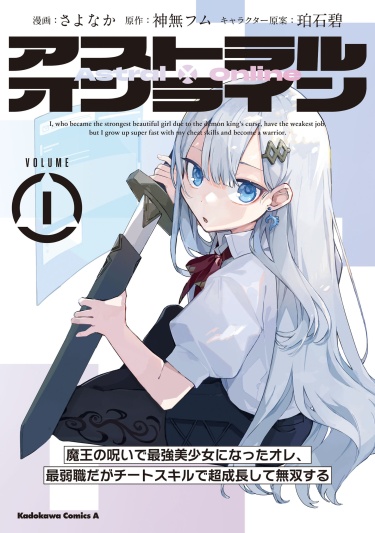 漫画:さよなか 原作:神無フム キャラクター原案:珀石碧
アストラル
Astral Online
オンライン
I, who became the strongest beautiful girl due to the demon king's curse, have the weakest job,
but I grow up super fast with my cheat skills and become a warrior.
VOLUME
1
魔王の呪いで最強美少女になったオレ、
最弱職だがチートスキルで超成長して無双する
Kadokawa Comics A